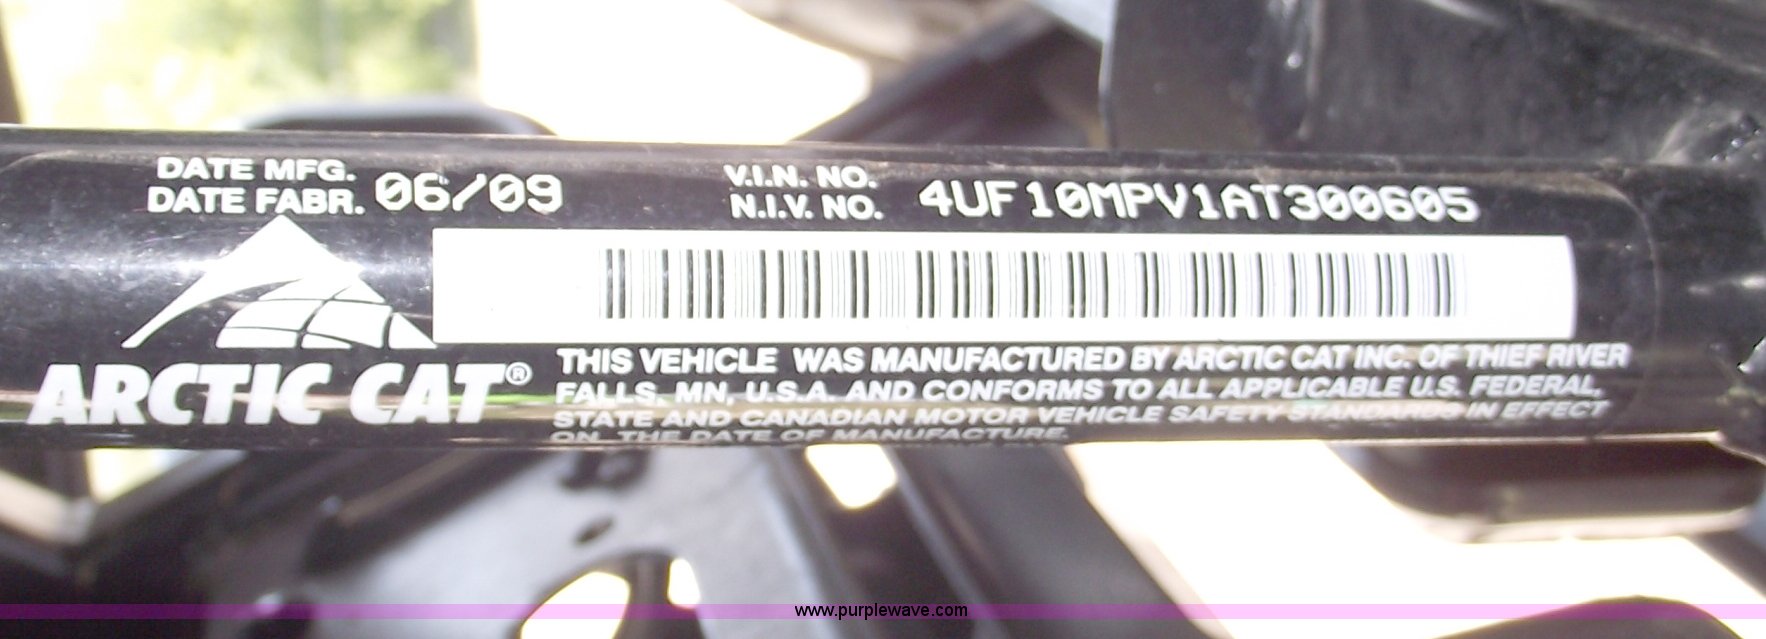 DATE MFG.
DATE FABR. 06/09
V.I.N. NO.
N.I.V. NO. 4UF10MPV1AT300605
ARCTIC CAT®
THIS VEHICLE WAS MANUFACTURED BY ARCTIC CAT INC. OF THIEF RIVER
FALLS, MN, U.S.A. AND CONFORMS TO ALL APPLICABLE U.S. FEDERAL,
STATE AND CANADIAN MOTOR VEHICLE SAFETY STANDARDS IN EFFECT
ON THE DATE OF MANUFACTURE.
www.purplewave.com